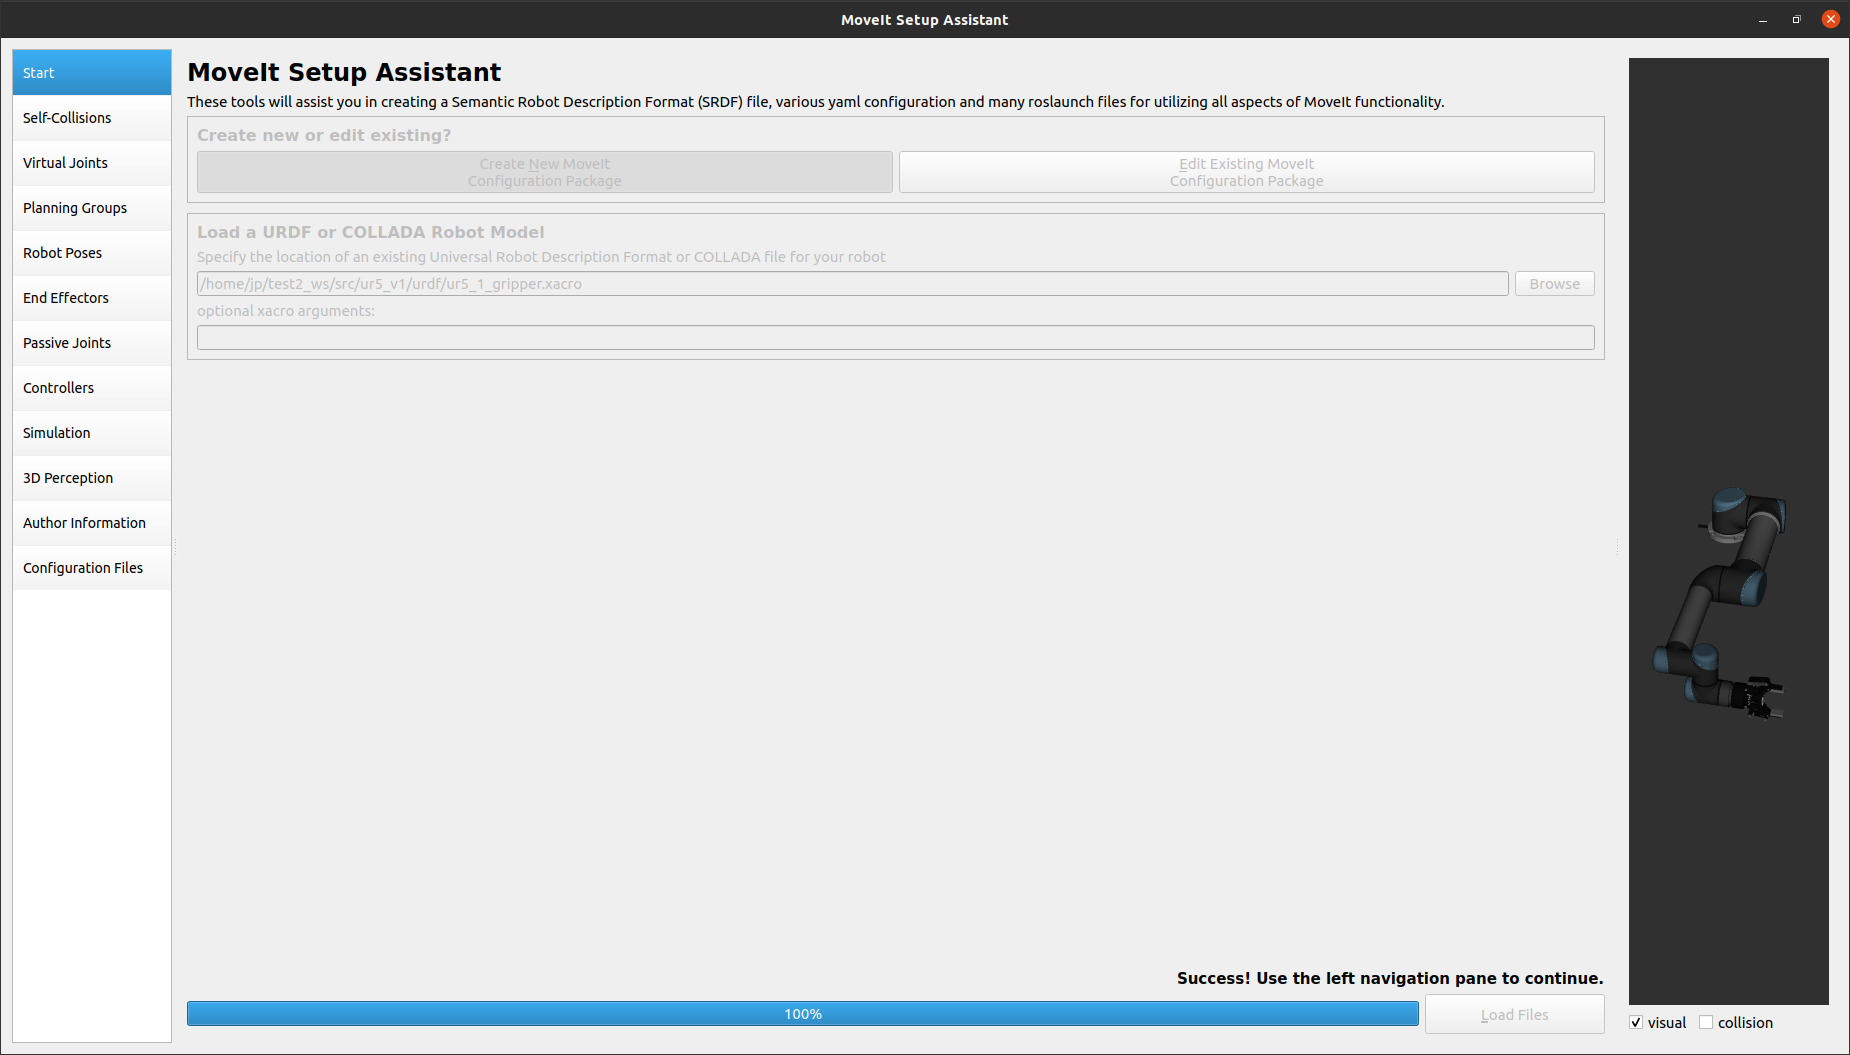 MoveIt Setup Assistant
Start
Self-Collisions
Virtual Joints
Planning Groups
Robot Poses
End Effectors
Passive Joints
Controllers
Simulation
3D Perception
Author Information
Configuration Files
MoveIt Setup Assistant
These tools will assist you in creating a Semantic Robot Description Format (SRDF) file, various yaml configuration and many roslaunch files for utilizing all aspects of MoveIt functionality.
Create new or edit existing?
Create New MoveIt
Configuration Package
Edit Existing MoveIt
Configuration Package
Load a URDF or COLLADA Robot Model
Specify the location of an existing Universal Robot Description Format or COLLADA file for your robot
/home/jp/test2_ws/src/ur5_v1/urdf/ur5_1_gripper.xacro
Browse
optional xacro arguments:
Success! Use the left navigation pane to continue.
100%
Load Files
visual
collision